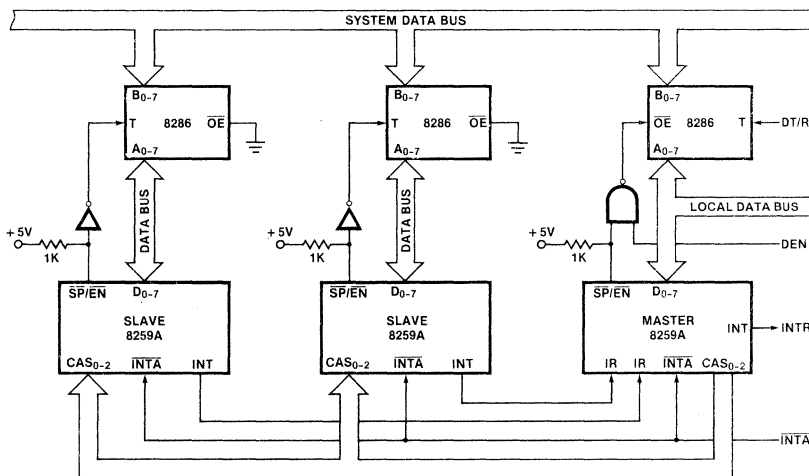 SYSTEM DATA BUS
B0–7 B0–7 B0–7
T 8286 OE T 8286 OE OE 8286 T DT/R
A0–7 A0–7 A0–7
DATA BUS DATA BUS LOCAL DATA BUS
+ 5V + 5V + 5V DEN
1K 1K 1K
SP/EN D0–7 SP/EN D0–7 SP/EN D0–7
SLAVE SLAVE MASTER
8259A 8259A 8259A INT INTR
CAS0–2 INTA INT CAS0–2 INTA INT IR IR INTA CAS0–2
INTA